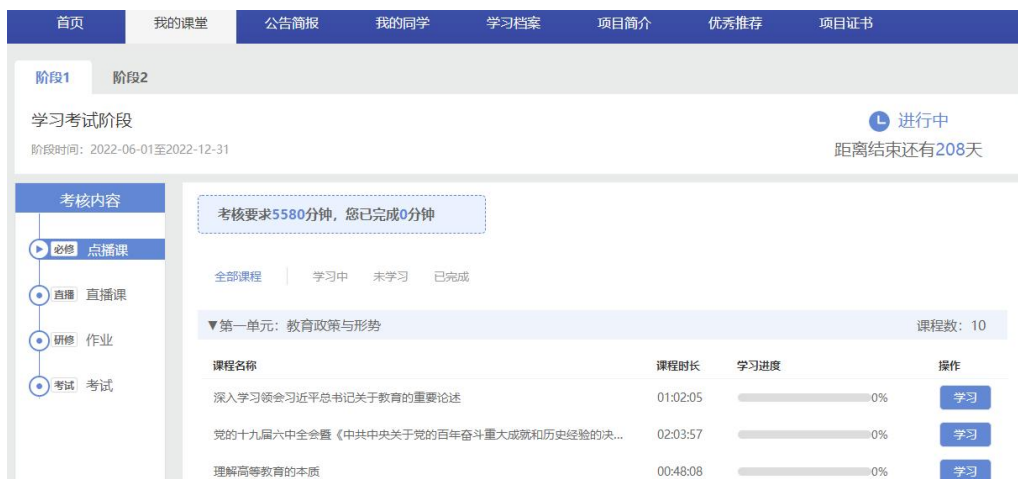 首页 我的课堂 公告简报 我的同学 学习档案 项目简介 优秀推荐 项目证书
阶段1 阶段2
学习考试阶段
进行中
阶段时间：2022-06-01至2022-12-31
距离结束还有208天
考核内容
必修 点播课
直播 直播课
研修 作业
考试 考试
考核要求5580分钟，您已完成0分钟
全部课程 学习中 未学习 已完成
▼第一单元：教育政策与形势 课程数：10
课程名称 课程时长 学习进度 操作
深入学习领会习近平总书记关于教育的重要论述 01:02:05 0% 学习
党的十九届六中全会暨《中共中央关于党的百年奋斗重大成就和历史经验的决... 02:03:57 0% 学习
理解高等教育的本质 00:48:08 0% 学习